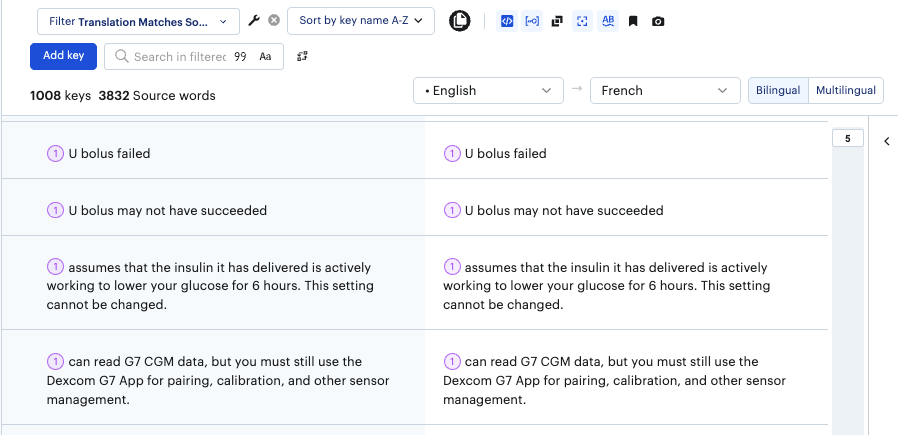 Filter Translation Matches So...
Sort by key name A-Z
Add key
Search in filterec 99 Aa
1008 keys 3832 Source words
• English → French
Bilingual Multilingual
5
1 U bolus failed
1 U bolus failed
1 U bolus may not have succeeded
1 U bolus may not have succeeded
1 assumes that the insulin it has delivered is actively
working to lower your glucose for 6 hours. This setting
cannot be changed.
1 assumes that the insulin it has delivered is actively
working to lower your glucose for 6 hours. This setting
cannot be changed.
1 can read G7 CGM data, but you must still use the
Dexcom G7 App for pairing, calibration, and other sensor
management.
1 can read G7 CGM data, but you must still use the
Dexcom G7 App for pairing, calibration, and other sensor
management.